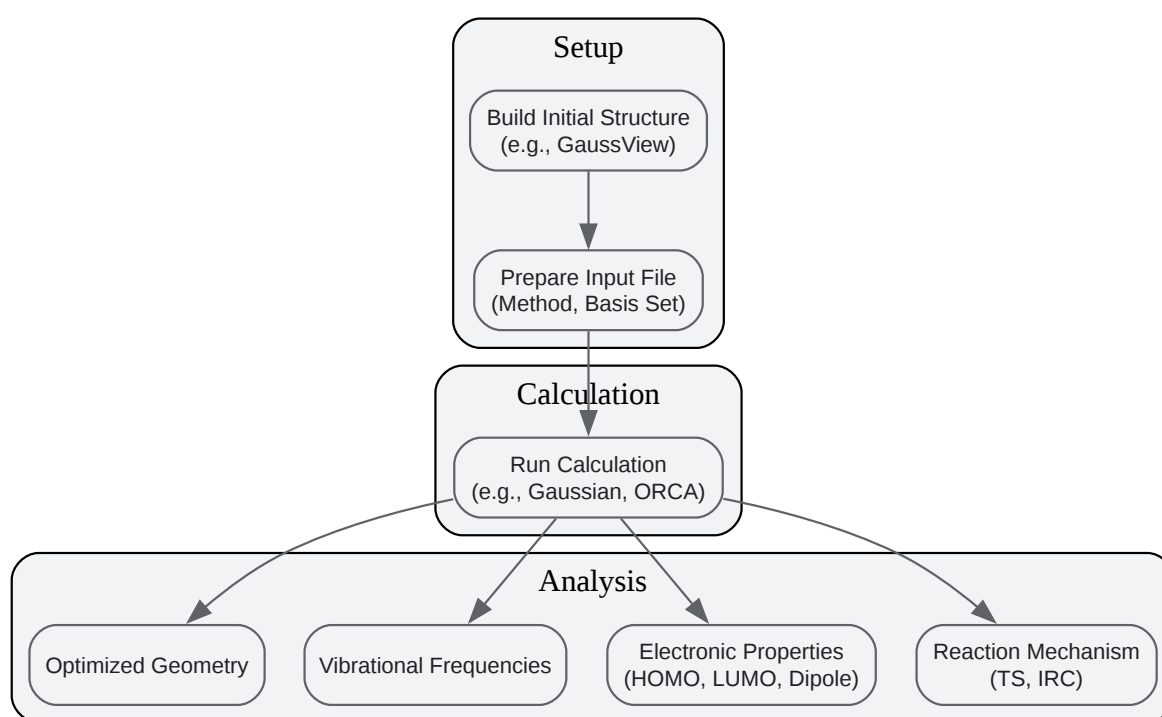 Setup
Build Initial Structure
(e.g., GaussView)
Prepare Input File
(Method, Basis Set)
Calculation
Run Calculation
(e.g., Gaussian, ORCA)
Analysis
Optimized Geometry
Vibrational Frequencies
Electronic Properties
(HOMO, LUMO, Dipole)
Reaction Mechanism
(TS, IRC)